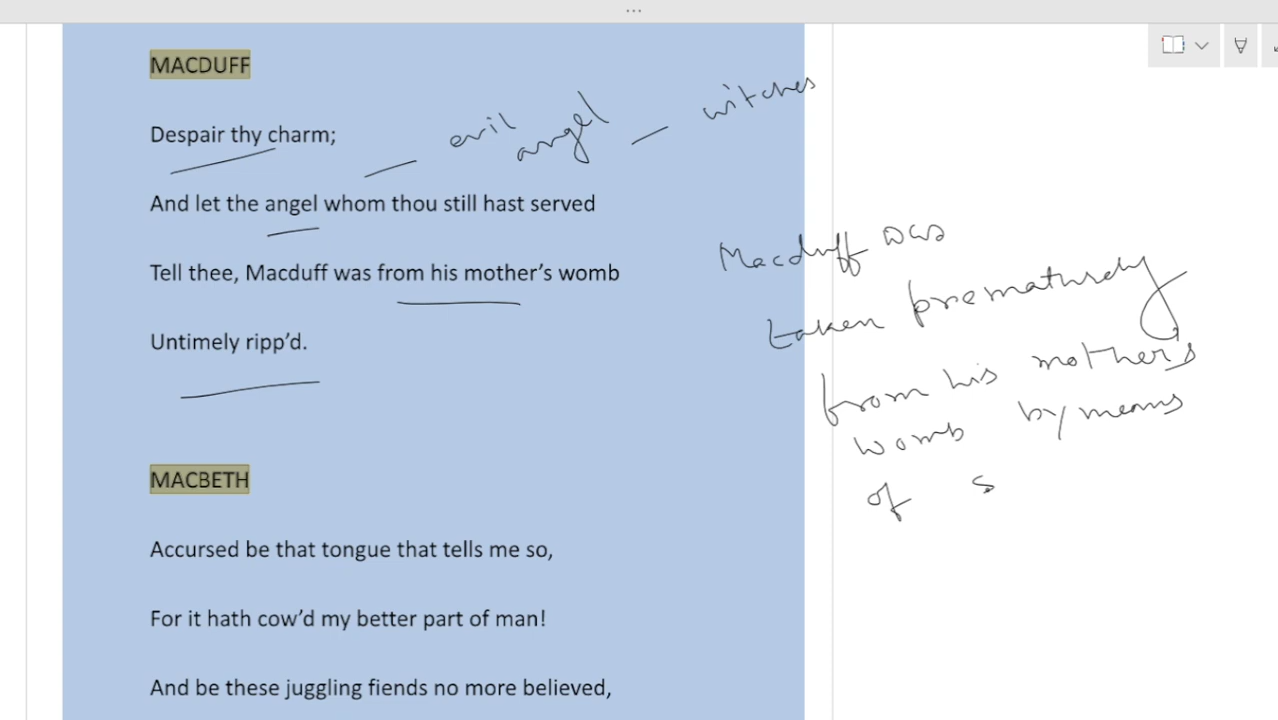 MACDUFF
Despair thy charm;
evil
angel
witches
And let the angel whom thou still hast served
Tell thee, Macduff was from his mother’s womb
Untimely ripp’d.
Macduff was
taken prematurely
from his mothers
womb by means
of s
MACBETH
Accursed be that tongue that tells me so,
For it hath cow’d my better part of man!
And be these juggling fiends no more believed,